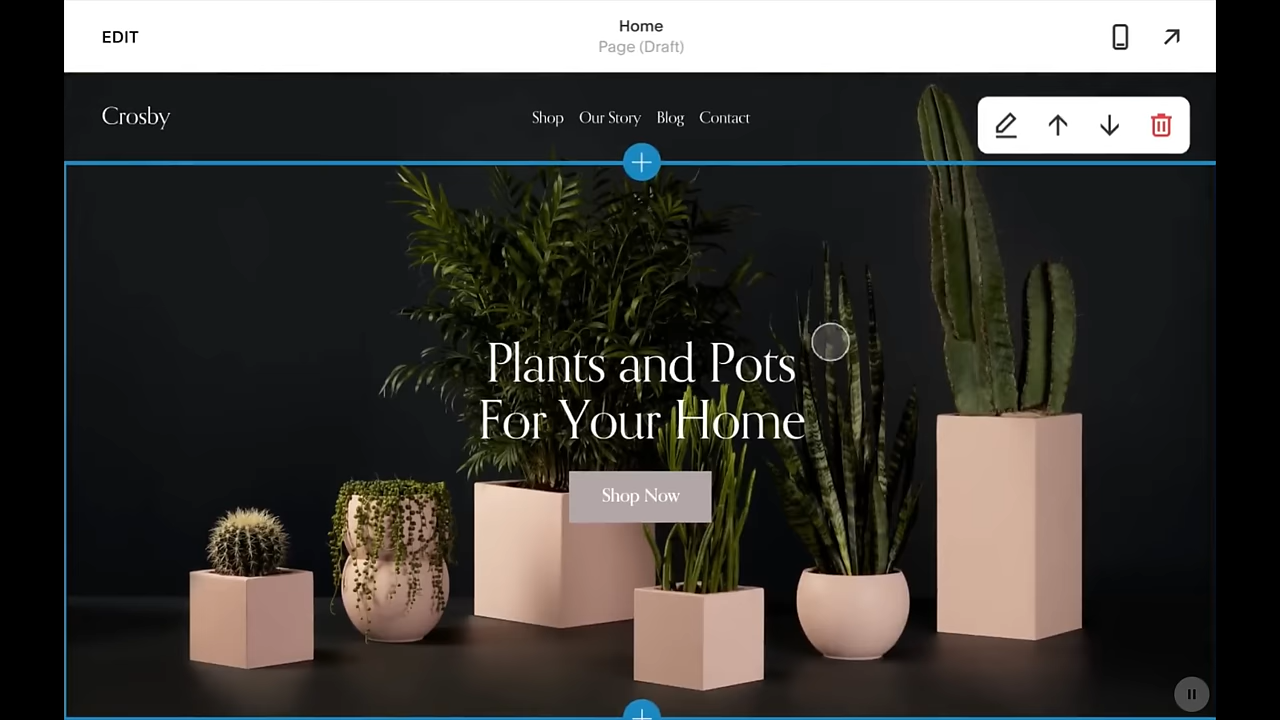 EDIT
Home
Page (Draft)
Crosby
Shop Our Story Blog Contact
Plants and Pots
For Your Home
Shop Now